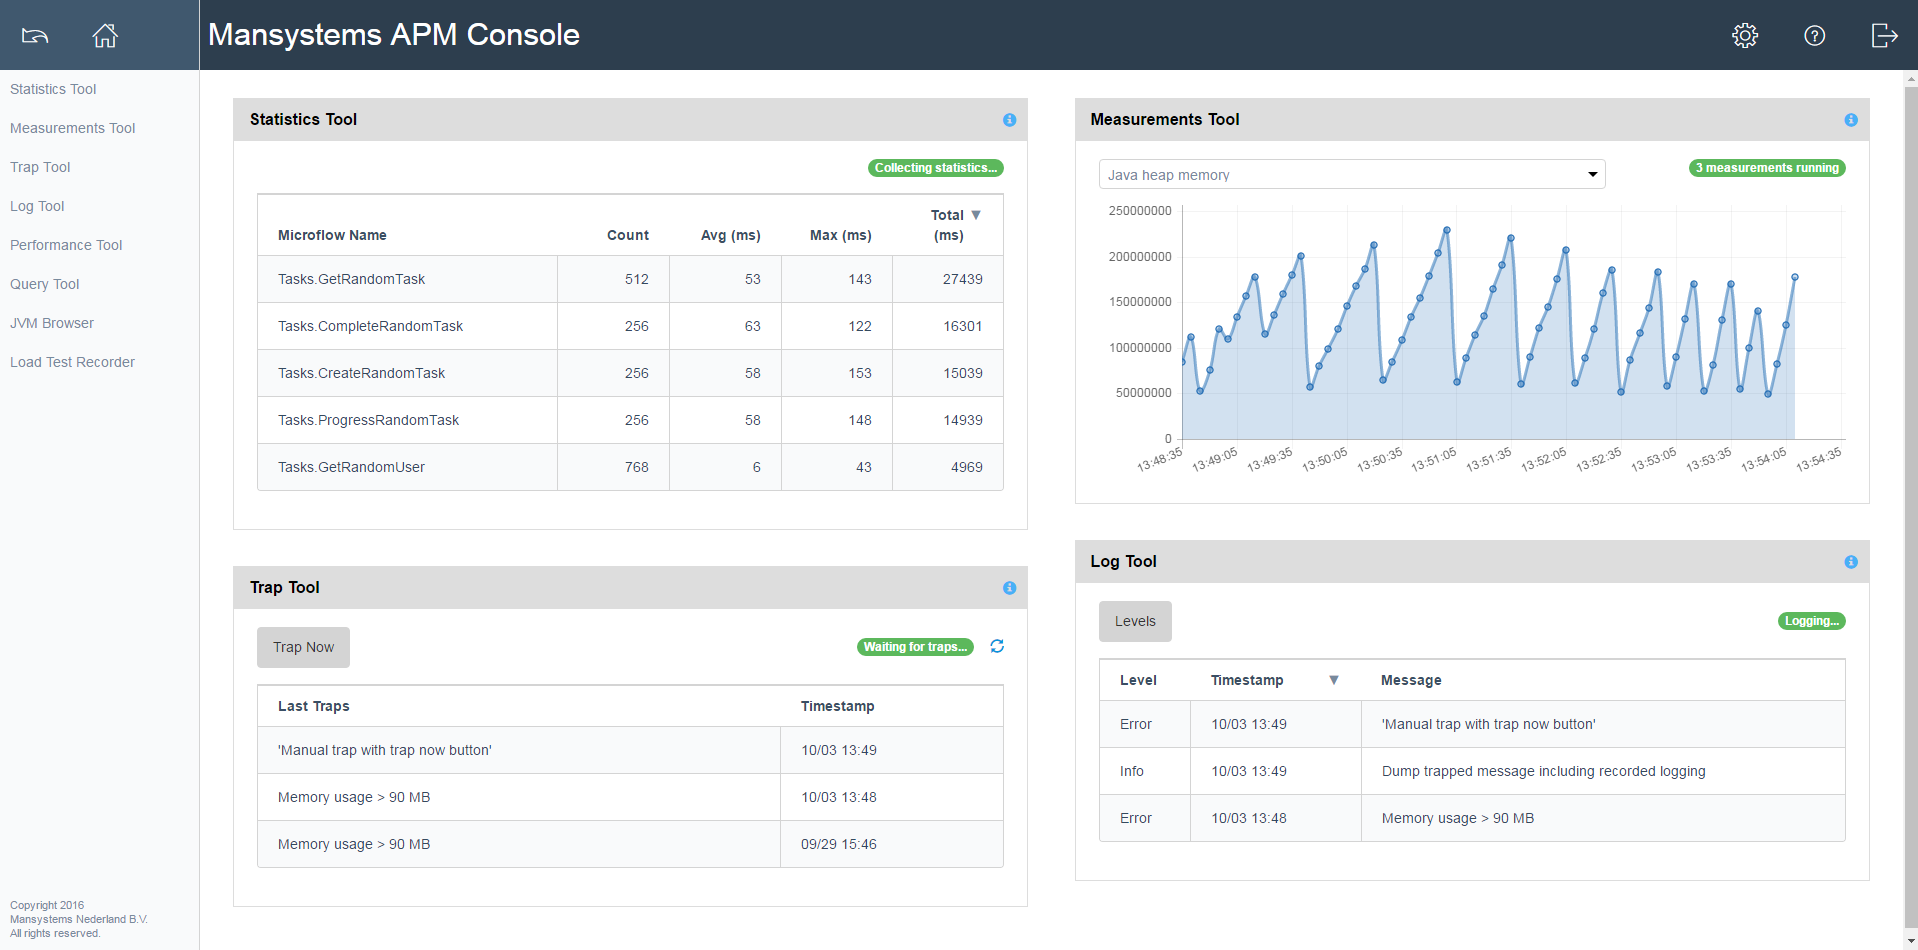 Mansystems APM Console
Statistics Tool
Measurements Tool
Trap Tool
Log Tool
Performance Tool
Query Tool
JVM Browser
Load Test Recorder
Copyright 2016
Mansystems Nederland B.V.
All rights reserved.
Statistics Tool
Collecting statistics...
Microflow Name Count Avg (ms) Max (ms) Total ▼ (ms)
Tasks.GetRandomTask 512 53 143 27439
Tasks.CompleteRandomTask 256 63 122 16301
Tasks.CreateRandomTask 256 58 153 15039
Tasks.ProgressRandomTask 256 58 148 14939
Tasks.GetRandomUser 768 6 43 4969
Measurements Tool
Java heap memory
3 measurements running
250000000
200000000
150000000
100000000
50000000
0
13:48:35 13:49:05 13:49:35 13:50:05 13:50:35 13:51:05 13:51:35 13:52:05 13:52:35 13:53:05 13:53:35 13:54:05 13:54:35
Trap Tool
Trap Now
Waiting for traps...
Last Traps Timestamp
'Manual trap with trap now button' 10/03 13:49
Memory usage > 90 MB 10/03 13:48
Memory usage > 90 MB 09/29 15:46
Log Tool
Levels
Logging...
Level Timestamp ▼ Message
Error 10/03 13:49 'Manual trap with trap now button'
Info 10/03 13:49 Dump trapped message including recorded logging
Error 10/03 13:48 Memory usage > 90 MB